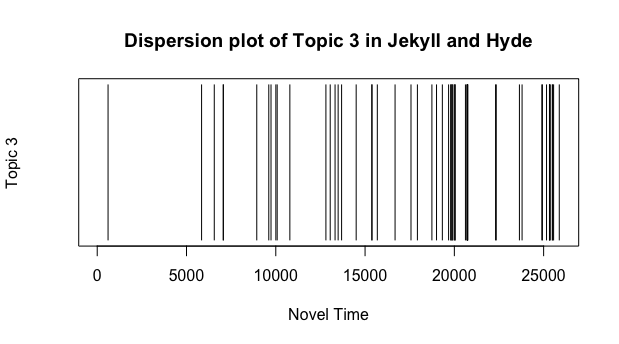 Dispersion plot of Topic 3 in Jekyll and Hyde
Topic 3
0 5000 10000 15000 20000 25000
Novel Time